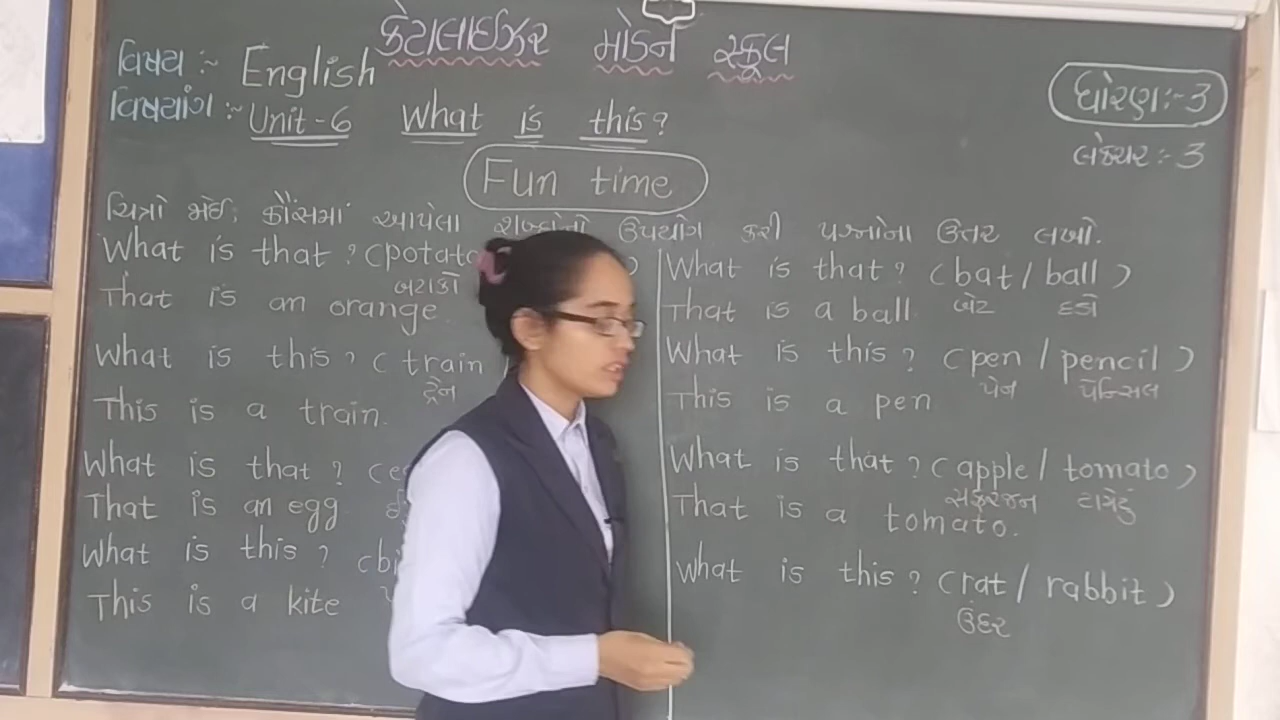 કેટલાઈઝર મોડર્ન સ્કૂલ
વિષય :- English
વિષયાંગ :- Unit-6 What is this?
ધોરણ:-3
લેક્ચર :- 3
Fun time
ચિત્રો જોઈ, કૌંસમાં આપેલા શબ્દોનો ઉપયોગ કરી પ્રશ્નોના ઉત્તર લખો.
What is that? (potato
બટાકો
That is an orange.
What is this? (train
ટ્રેન
This is a train.
What is that?
That is an egg
What is this?
This is a kite
What is that? (bat / ball)
બેટ દડો
That is a ball.
What is this? (pen / pencil)
પેન પેન્સિલ
This is a pen
What is that? (apple / tomato)
સફરજન ટામેટું
That is a tomato.
What is this? (rat / rabbit)
ઉંદર